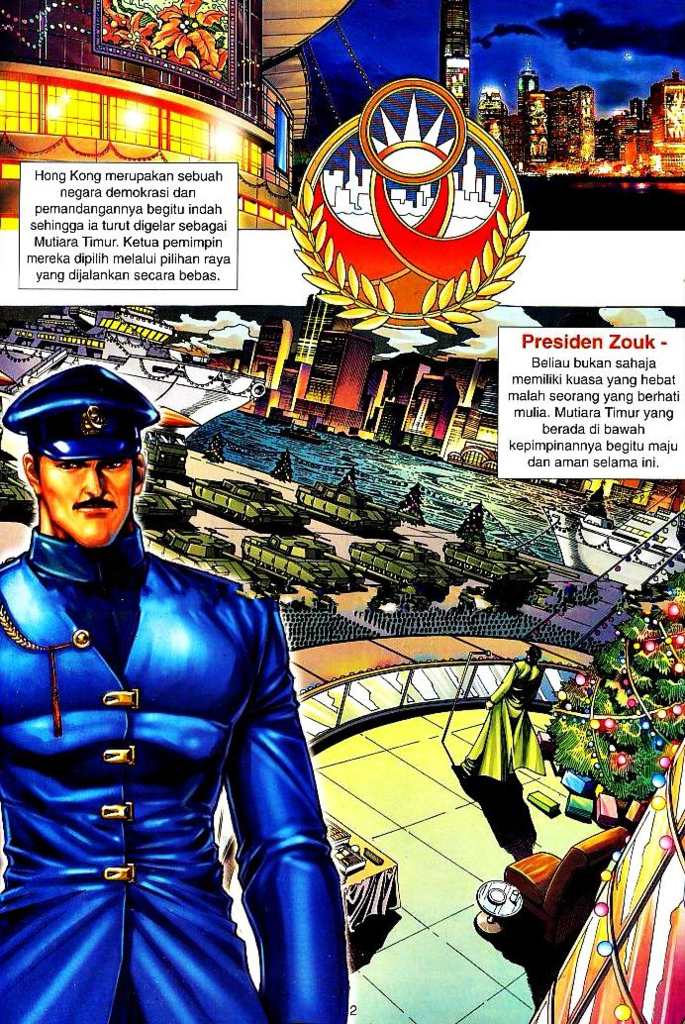 Hong Kong merupakan sebuah
negara demokrasi dan
pemandangannya begitu indah
sehingga ia turut digelar sebagai
Mutiara Timur. Ketua pemimpin
mereka dipilih melalui pilihan raya
yang dijalankan secara bebas.
Presiden Zouk -
Beliau bukan sahaja
memiliki kuasa yang hebat
malah seorang yang berhati
mulia. Mutiara Timur yang
berada di bawah
kepimpinannya begitu maju
dan aman selama ini.
2